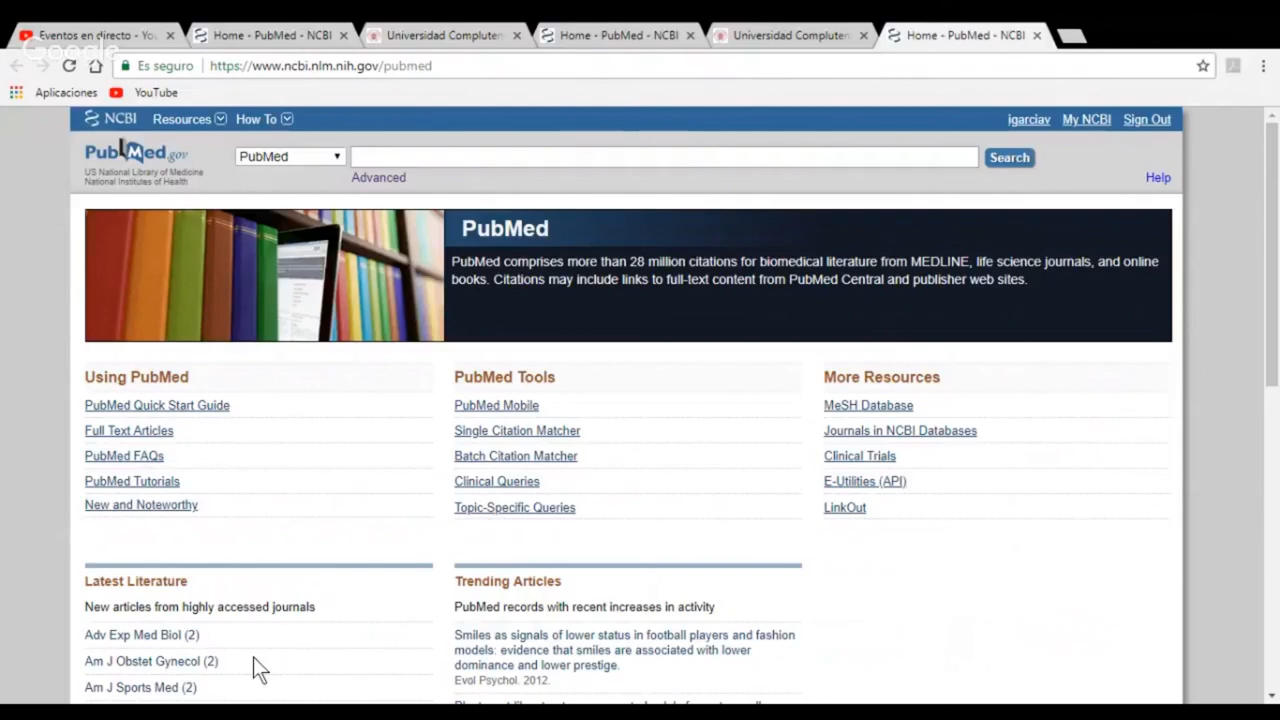 Eventos en directo - You
Home - PubMed - NCBI
Universidad Computen
Home - PubMed - NCBI
Universidad Computen
Home - PubMed - NCBI
Google
Es seguro
https://www.ncbi.nlm.nih.gov/pubmed
Aplicaciones
YouTube
NCBI
Resources
How To
igarciav
My NCBI
Sign Out
PubMed.gov
US National Library of Medicine
National Institutes of Health
PubMed
Search
Advanced
Help
PubMed
PubMed comprises more than 28 million citations for biomedical literature from MEDLINE, life science journals, and online
books. Citations may include links to full-text content from PubMed Central and publisher web sites.
Using PubMed
PubMed Quick Start Guide
Full Text Articles
PubMed FAQs
PubMed Tutorials
New and Noteworthy
PubMed Tools
PubMed Mobile
Single Citation Matcher
Batch Citation Matcher
Clinical Queries
Topic-Specific Queries
More Resources
MeSH Database
Journals in NCBI Databases
Clinical Trials
E-Utilities (API)
LinkOut
Latest Literature
New articles from highly accessed journals
Adv Exp Med Biol (2)
Am J Obstet Gynecol (2)
Am J Sports Med (2)
Trending Articles
PubMed records with recent increases in activity
Smiles as signals of lower status in football players and fashion
models: evidence that smiles are associated with lower
dominance and lower prestige.
Evol Psychol. 2012.